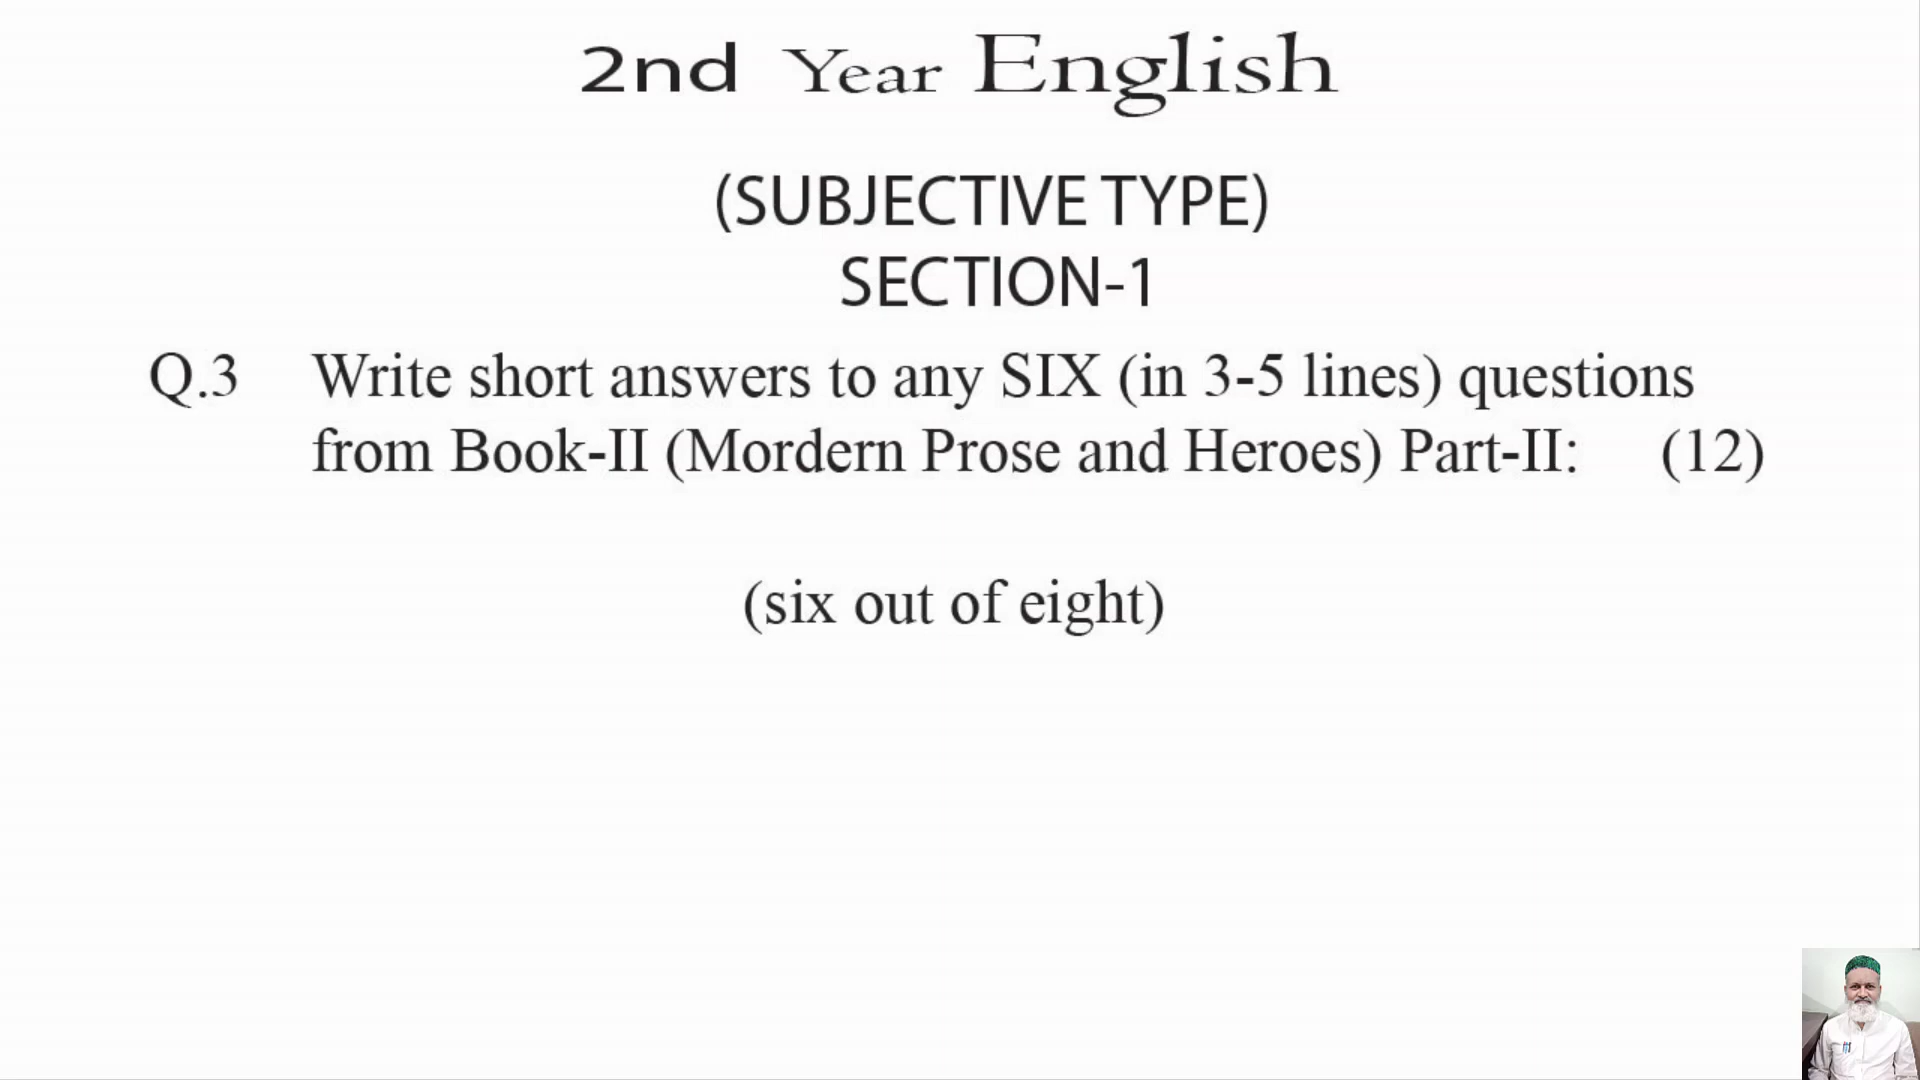 2nd Year English
(SUBJECTIVE TYPE)
SECTION-1
Q.3 Write short answers to any SIX (in 3-5 lines) questions
from Book-II (Mordern Prose and Heroes) Part-II: (12)
(six out of eight)